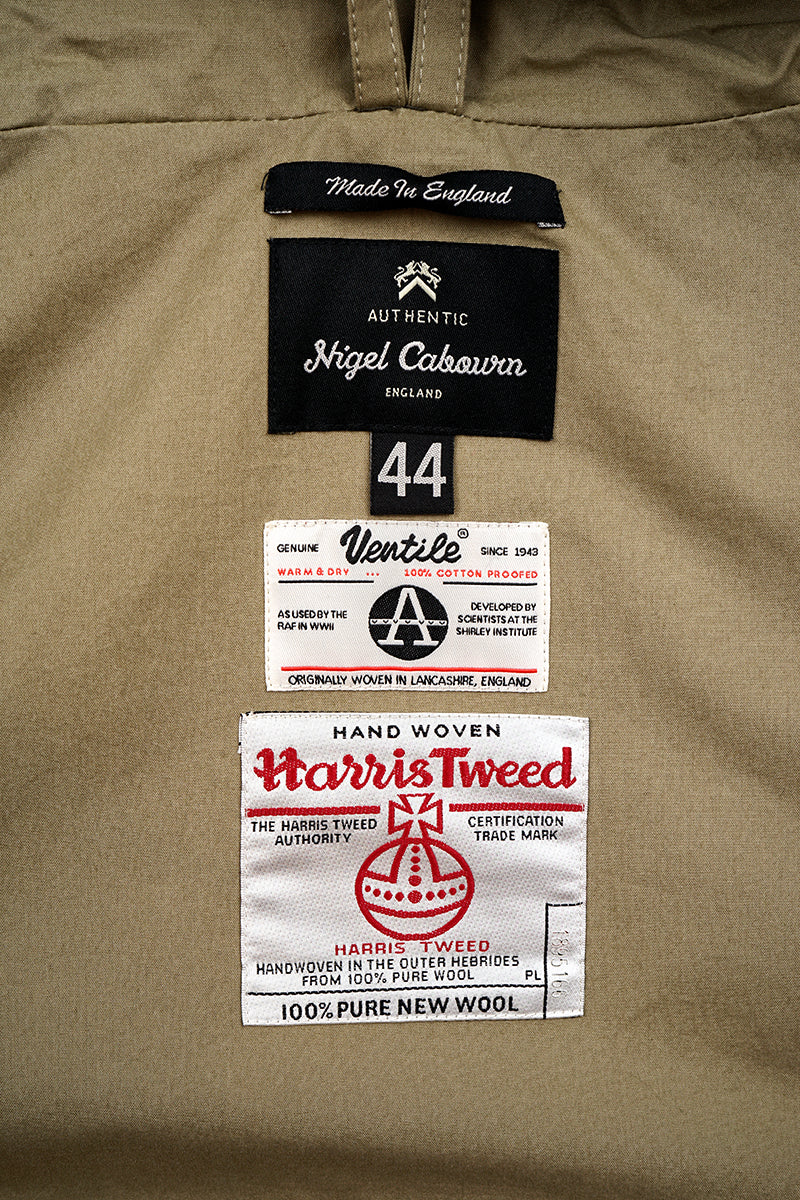 Made In England
AUTHENTIC
Nigel Cabourn
ENGLAND
44
GENUINE Ventile® SINCE 1943
WARM & DRY ... 100% COTTON PROOFED
AS USED BY THE
RAF IN WWII
A
DEVELOPED BY
SCIENTISTS AT THE
SHIRLEY INSTITUTE
ORIGINALLY WOVEN IN LANCASHIRE, ENGLAND
HAND WOVEN
Harris Tweed
THE HARRIS TWEED
AUTHORITY
CERTIFICATION
TRADE MARK
HARRIS TWEED
HANDWOVEN IN THE OUTER HEBRIDES
FROM 100% PURE WOOL
PL
100% PURE NEW WOOL